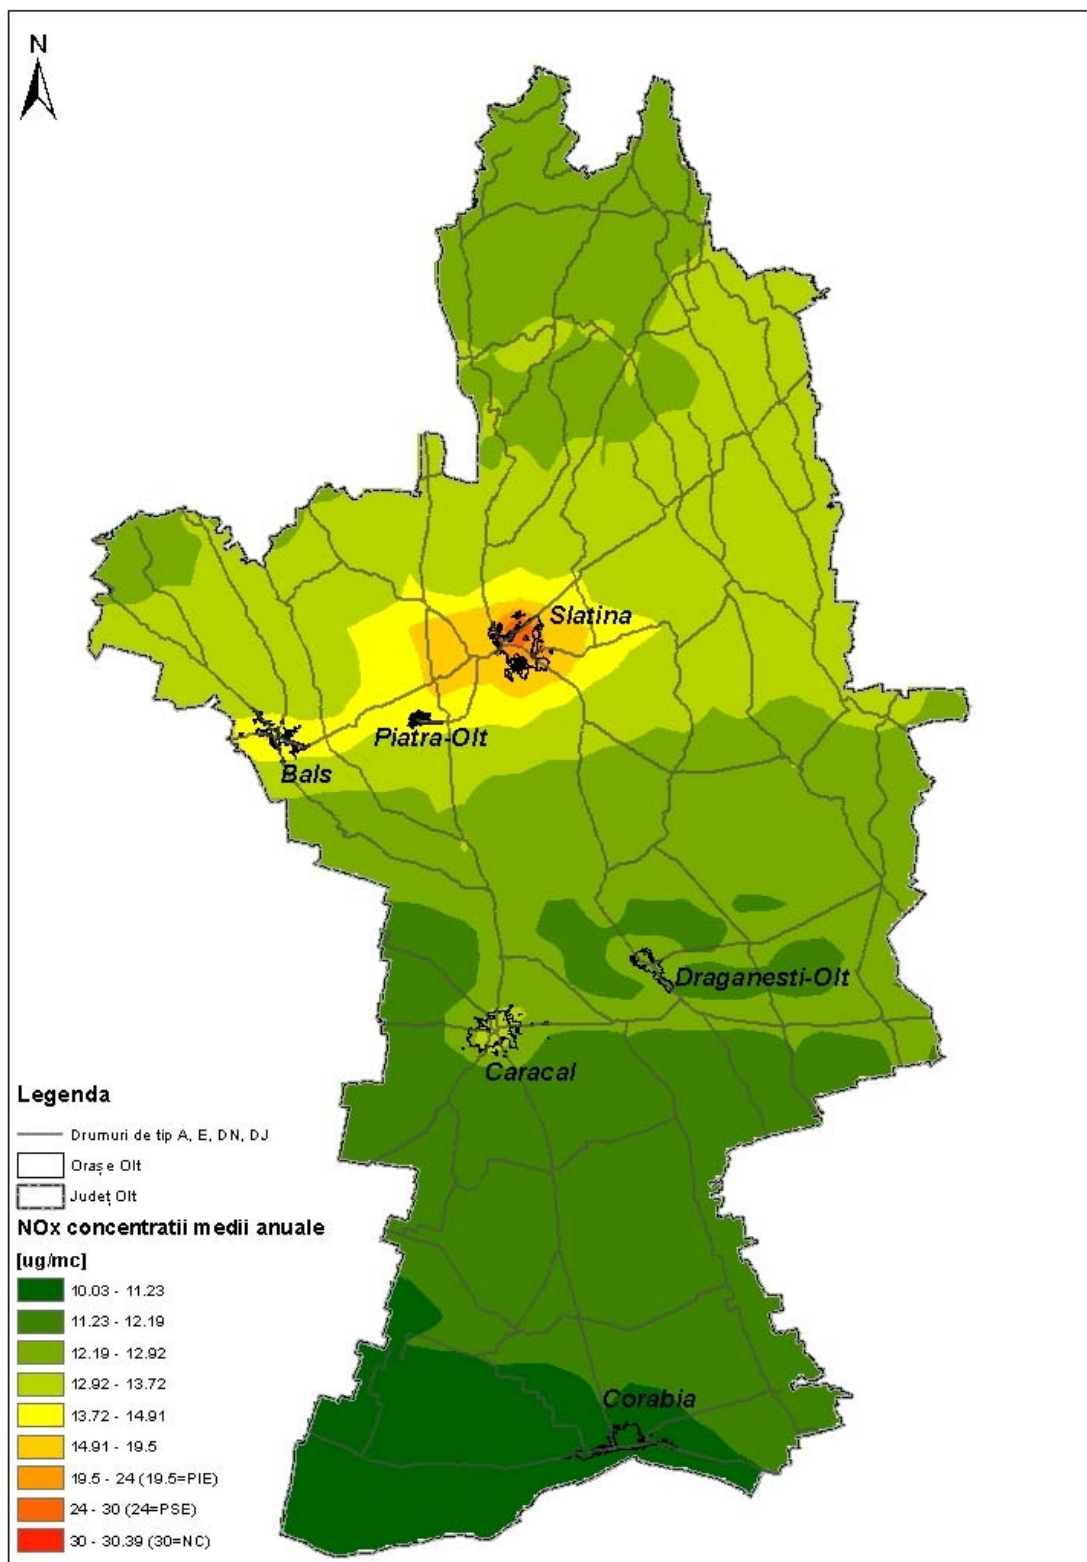 N
Slatina
Piatra-Olt
Bals
Draganesti-Olt
Caracal
Corabia
Legenda
Drumuri de tip A, E, DN, DJ
Orașe Olt
Județ Olt
NOx concentratii medii anuale
[ug/mc]
10.03 - 11.23
11.23 - 12.19
12.19 - 12.92
12.92 - 13.72
13.72 - 14.91
14.91 - 19.5
19.5 - 24 (19.5=PIE)
24 - 30 (24=PSE)
30 - 30.39 (30=NC)